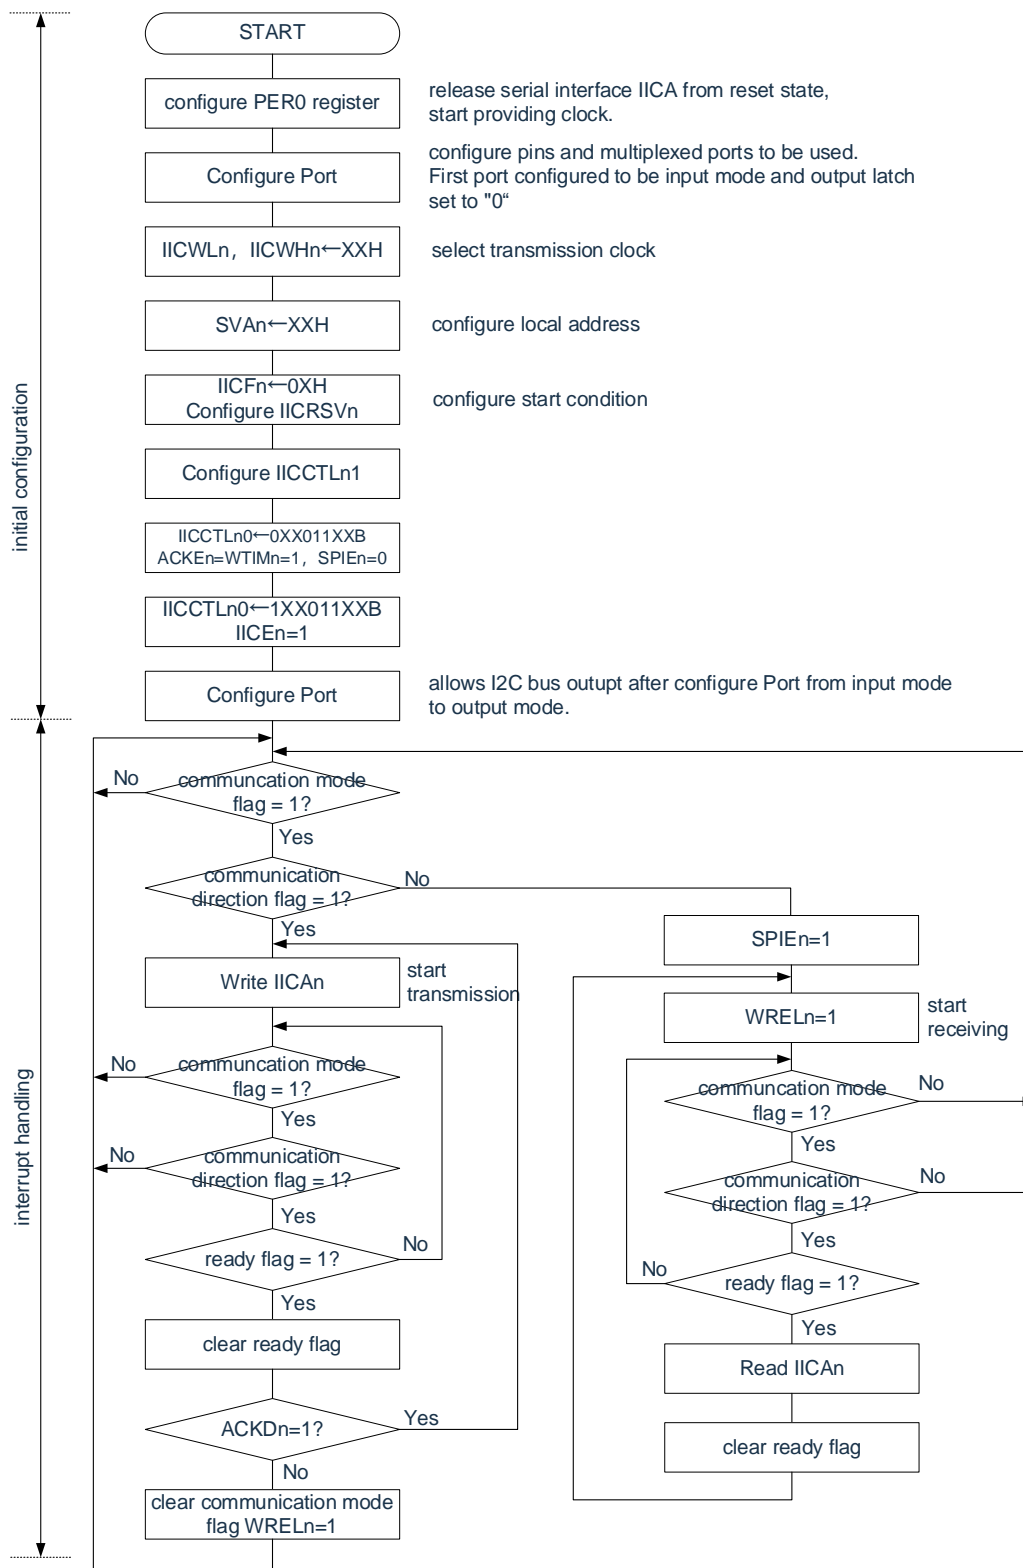 START
configure PER0 register
release serial interface IICA from reset state,
start providing clock.
Configure Port
configure pins and multiplexed ports to be used.
First port configured to be input mode and output latch
set to "0“
IICWLn，IICWHn←XXH
select transmission clock
SVAn←XXH
configure local address
IICFn←0XH
Configure IICRSVn
configure start condition
Configure IICCTLn1
IICCTLn0←0XX011XXB
ACKEn=WTIMn=1，SPIEn=0
IICCTLn0←1XX011XXB
IICEn=1
Configure Port
allows I2C bus outupt after configure Port from input mode
to output mode.
initial configuration
communcation mode
flag = 1?
No
Yes
communication
direction flag = 1?
No
Yes
Write IICAn
start
transmission
communcation mode
flag = 1?
No
Yes
communication
direction flag = 1?
No
Yes
ready flag = 1?
No
Yes
clear ready flag
ACKDn=1?
Yes
No
clear communication mode
flag WRELn=1
SPIEn=1
WRELn=1
start
receiving
communcation mode
flag = 1?
No
Yes
communication
direction flag = 1?
No
Yes
ready flag = 1?
No
Yes
Read IICAn
clear ready flag
interrupt handling